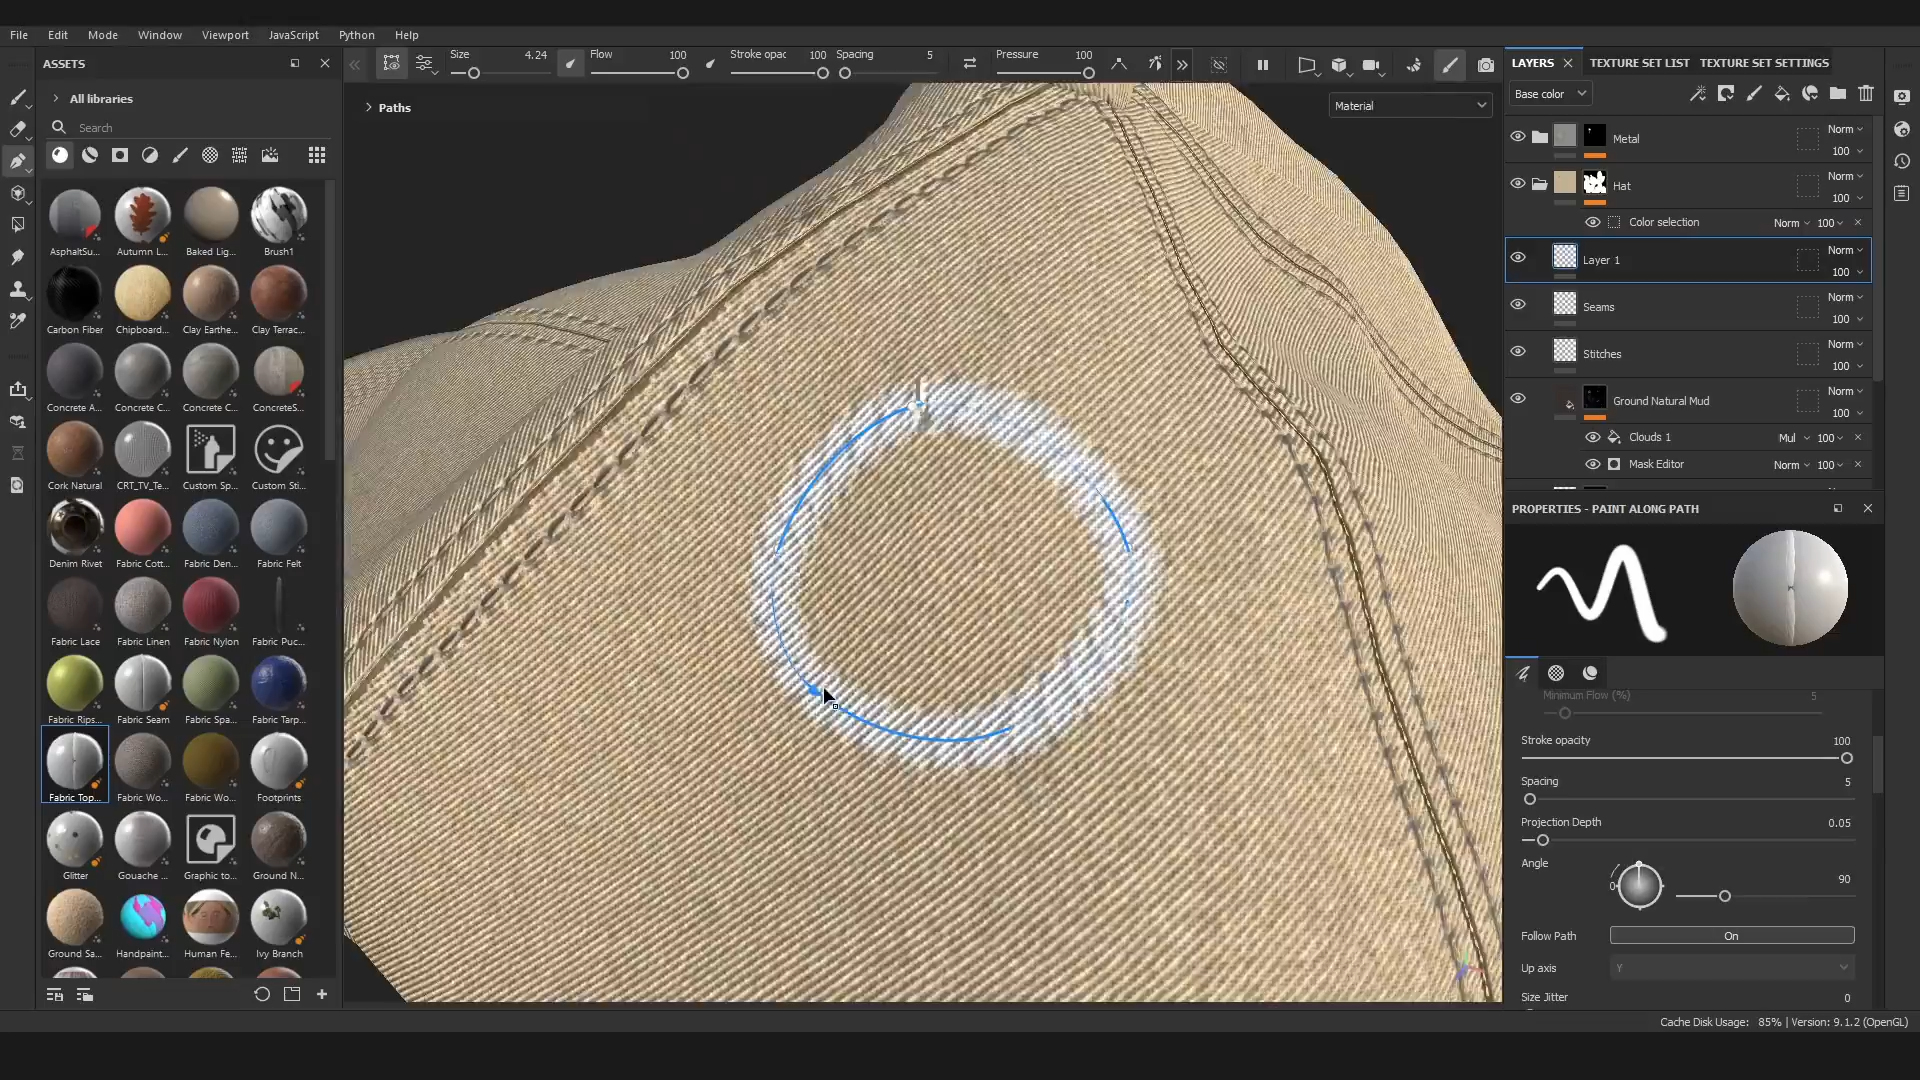 File Edit Mode Window Viewport JavaScript Python Help
ASSETS
Size 4.24 Flow 100 Stroke opac 100 Spacing 5 Pressure 100
LAYERS TEXTURE SET LIST TEXTURE SET SETTINGS
All libraries
Base color
Paths
Material
Search
Norm
Metal
100
Norm
Hat
100
Color selection Norm 100
Norm
Layer 1
100
Norm
Seams
100
Norm
Stitches
100
Norm
Ground Natural Mud
100
Clouds 1 Mul 100
Mask Editor Norm 100
AsphaltSu... Autumn L... Baked Lig... Brush1
Carbon Fiber Chipboard... Clay Earthe... Clay Terrac...
Concrete A... Concrete C... Concrete C... ConcreteS...
Cork Natural CRT_TV_Te... Custom Sp... Custom Sti...
Denim Rivet Fabric Cott... Fabric Den... Fabric Felt
Fabric Lace Fabric Linen Fabric Nylon Fabric Puc...
Fabric Rips... Fabric Seam Fabric Spa... Fabric Tarp...
Fabric Top... Fabric Wo... Fabric Wo... Footprints
Glitter Gouache ... Graphic to... Ground N...
Ground Sa... Handpaint... Human Fe... Ivy Branch
PROPERTIES - PAINT ALONG PATH
Minimum Flow (%) 5
Stroke opacity 100
Spacing 5
Projection Depth 0.05
Angle
0 90
Follow Path On
Up axis Y
Size Jitter 0
Cache Disk Usage: 85% | Version: 9.1.2 (OpenGL)